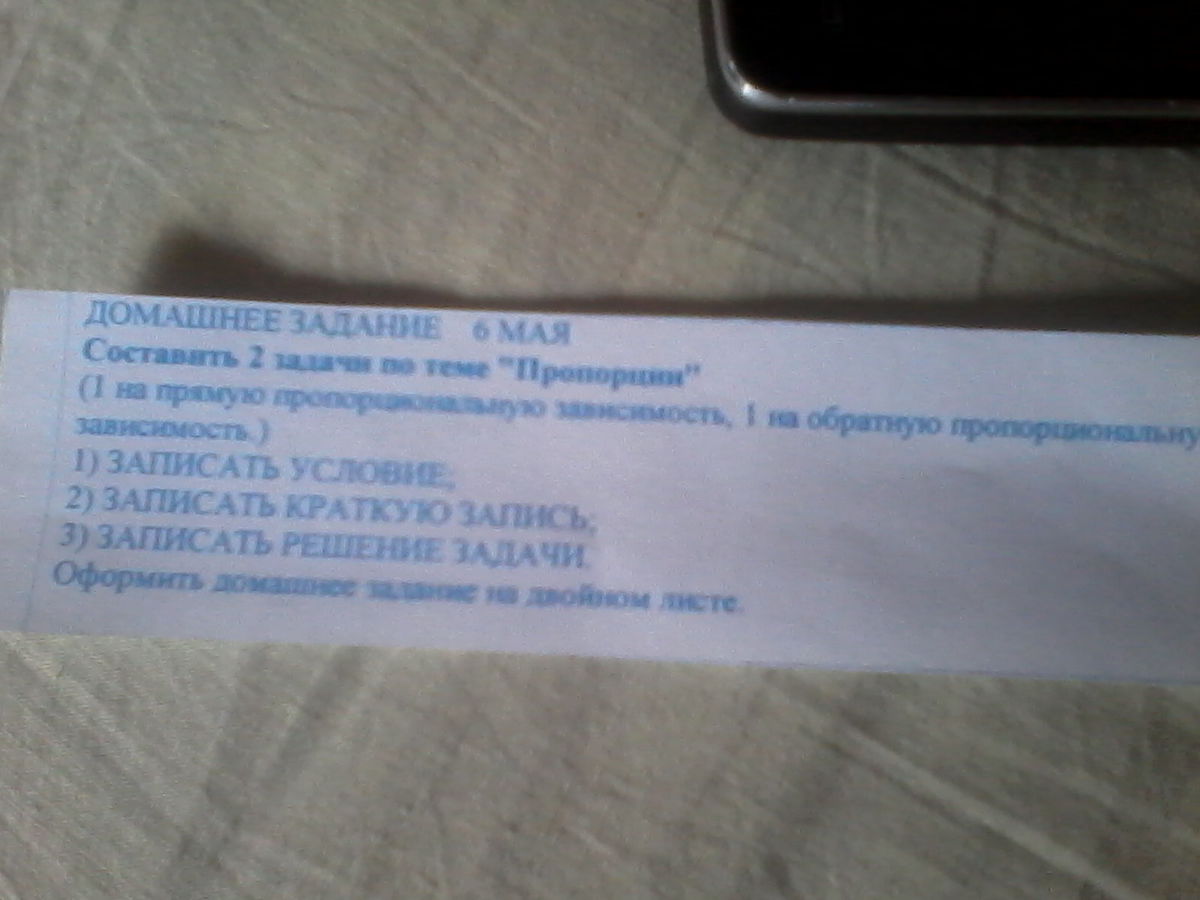 ДОМАШНЕЕ ЗАДАНИЕ 6 МАЯ
Составить 2 задачи по теме "Пропорции"
(1 на прямую пропорциональную зависимость, 1 на обратную пропорциональну
зависимость.)
1) ЗАПИСАТЬ УСЛОВИЕ;
2) ЗАПИСАТЬ КРАТКУЮ ЗАПИСЬ;
3) ЗАПИСАТЬ РЕШЕНИЕ ЗАДАЧИ.
Оформить домашнее задание на двойном листе.